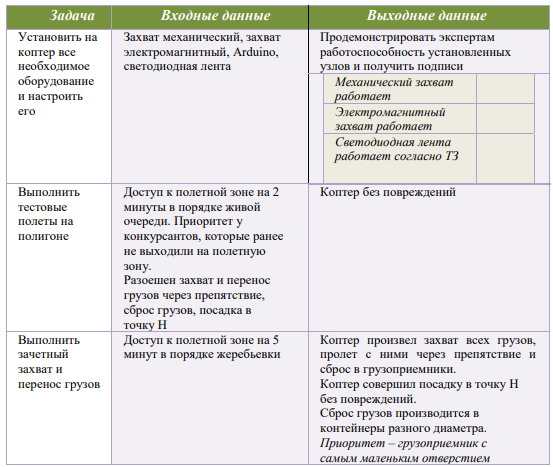 Задача
Входные данные
Выходные данные
Установить на
коптер все
необходимое
оборудование
и настроить
его
Захват механический, захват
электромагнитный, Arduino,
светодиодная лента
Продемонстрировать экспертам
работоспособность установленных
узлов и получить подписи
Механический захват
работает
Электромагнитный
захват работает
Светодиодная лента
работает согласно ТЗ
Выполнить
тестовые
полеты на
полигоне
Доступ к полетной зоне на 2
минуты в порядке живой
очереди. Приоритет у
конкурсантов, которые ранее
не выходили на полетную
зону.
Разоешен захват и перенос
грузов через препятствие,
сброс грузов, посадка в
точку Н
Коптер без повреждений
Выполнить
зачетный
захват и
перенос грузов
Доступ к полетной зоне на 5
минут в порядке жеребьевки
Коптер произвел захват всех грузов,
пролет с ними через препятствие и
сброс в грузоприемники.
Коптер совершил посадку в точку Н
без повреждений.
Сброс грузов производится в
контейнеры разного диаметра.
Приоритет – грузоприемник с
самым маленьким отверстием